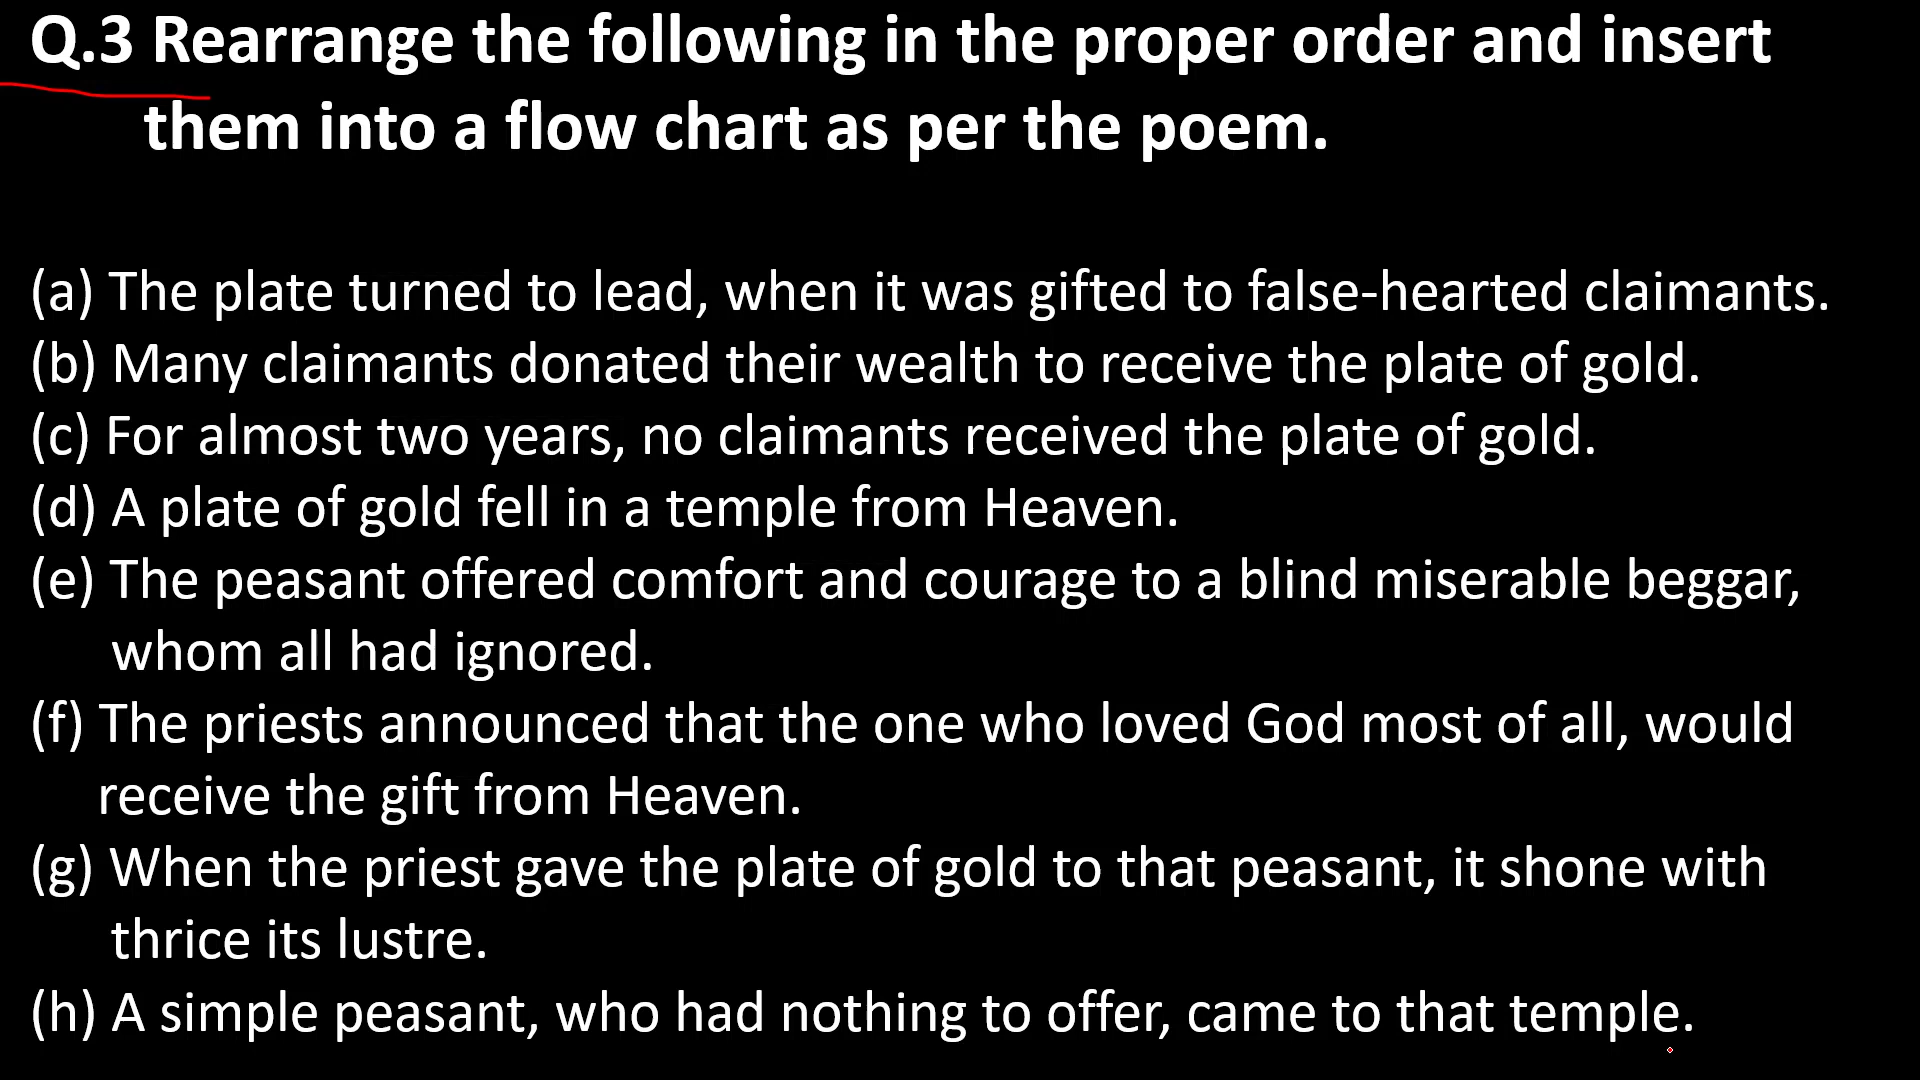 Q.3 Rearrange the following in the proper order and insert
them into a flow chart as per the poem.
(a) The plate turned to lead, when it was gifted to false-hearted claimants.
(b) Many claimants donated their wealth to receive the plate of gold.
(c) For almost two years, no claimants received the plate of gold.
(d) A plate of gold fell in a temple from Heaven.
(e) The peasant offered comfort and courage to a blind miserable beggar,
whom all had ignored.
(f) The priests announced that the one who loved God most of all, would
receive the gift from Heaven.
(g) When the priest gave the plate of gold to that peasant, it shone with
thrice its lustre.
(h) A simple peasant, who had nothing to offer, came to that temple.